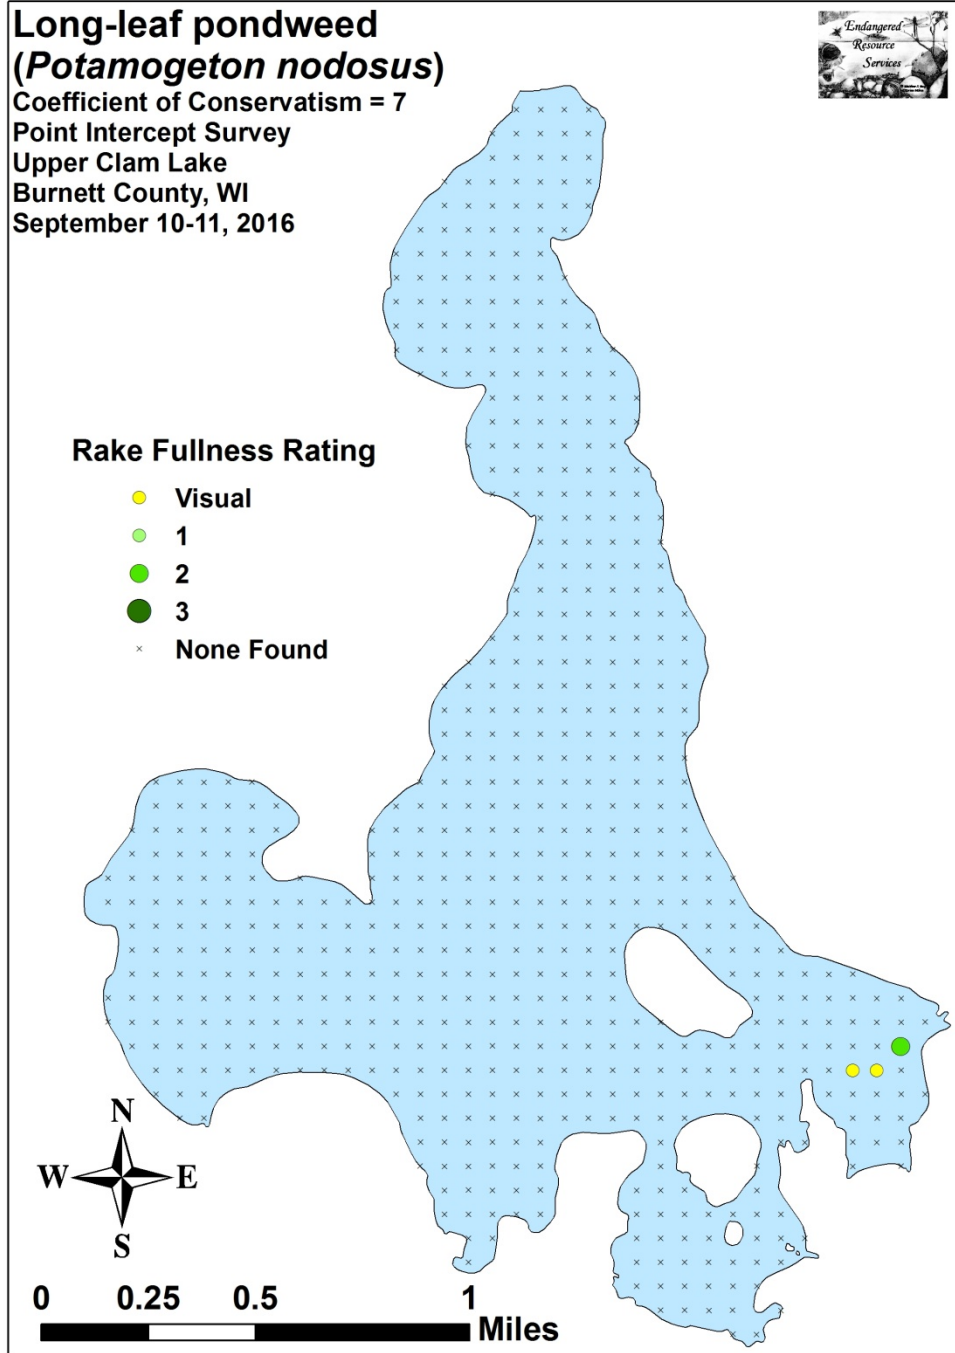 Long-leaf pondweed
(Potamogeton nodosus)
Coefficient of Conservatism = 7
Point Intercept Survey
Upper Clam Lake
Burnett County, WI
September 10-11, 2016
Endangered
Resource
Services
Rake Fullness Rating
Visual
1
2
3
None Found
N
W E
S
0 0.25 0.5 1
Miles